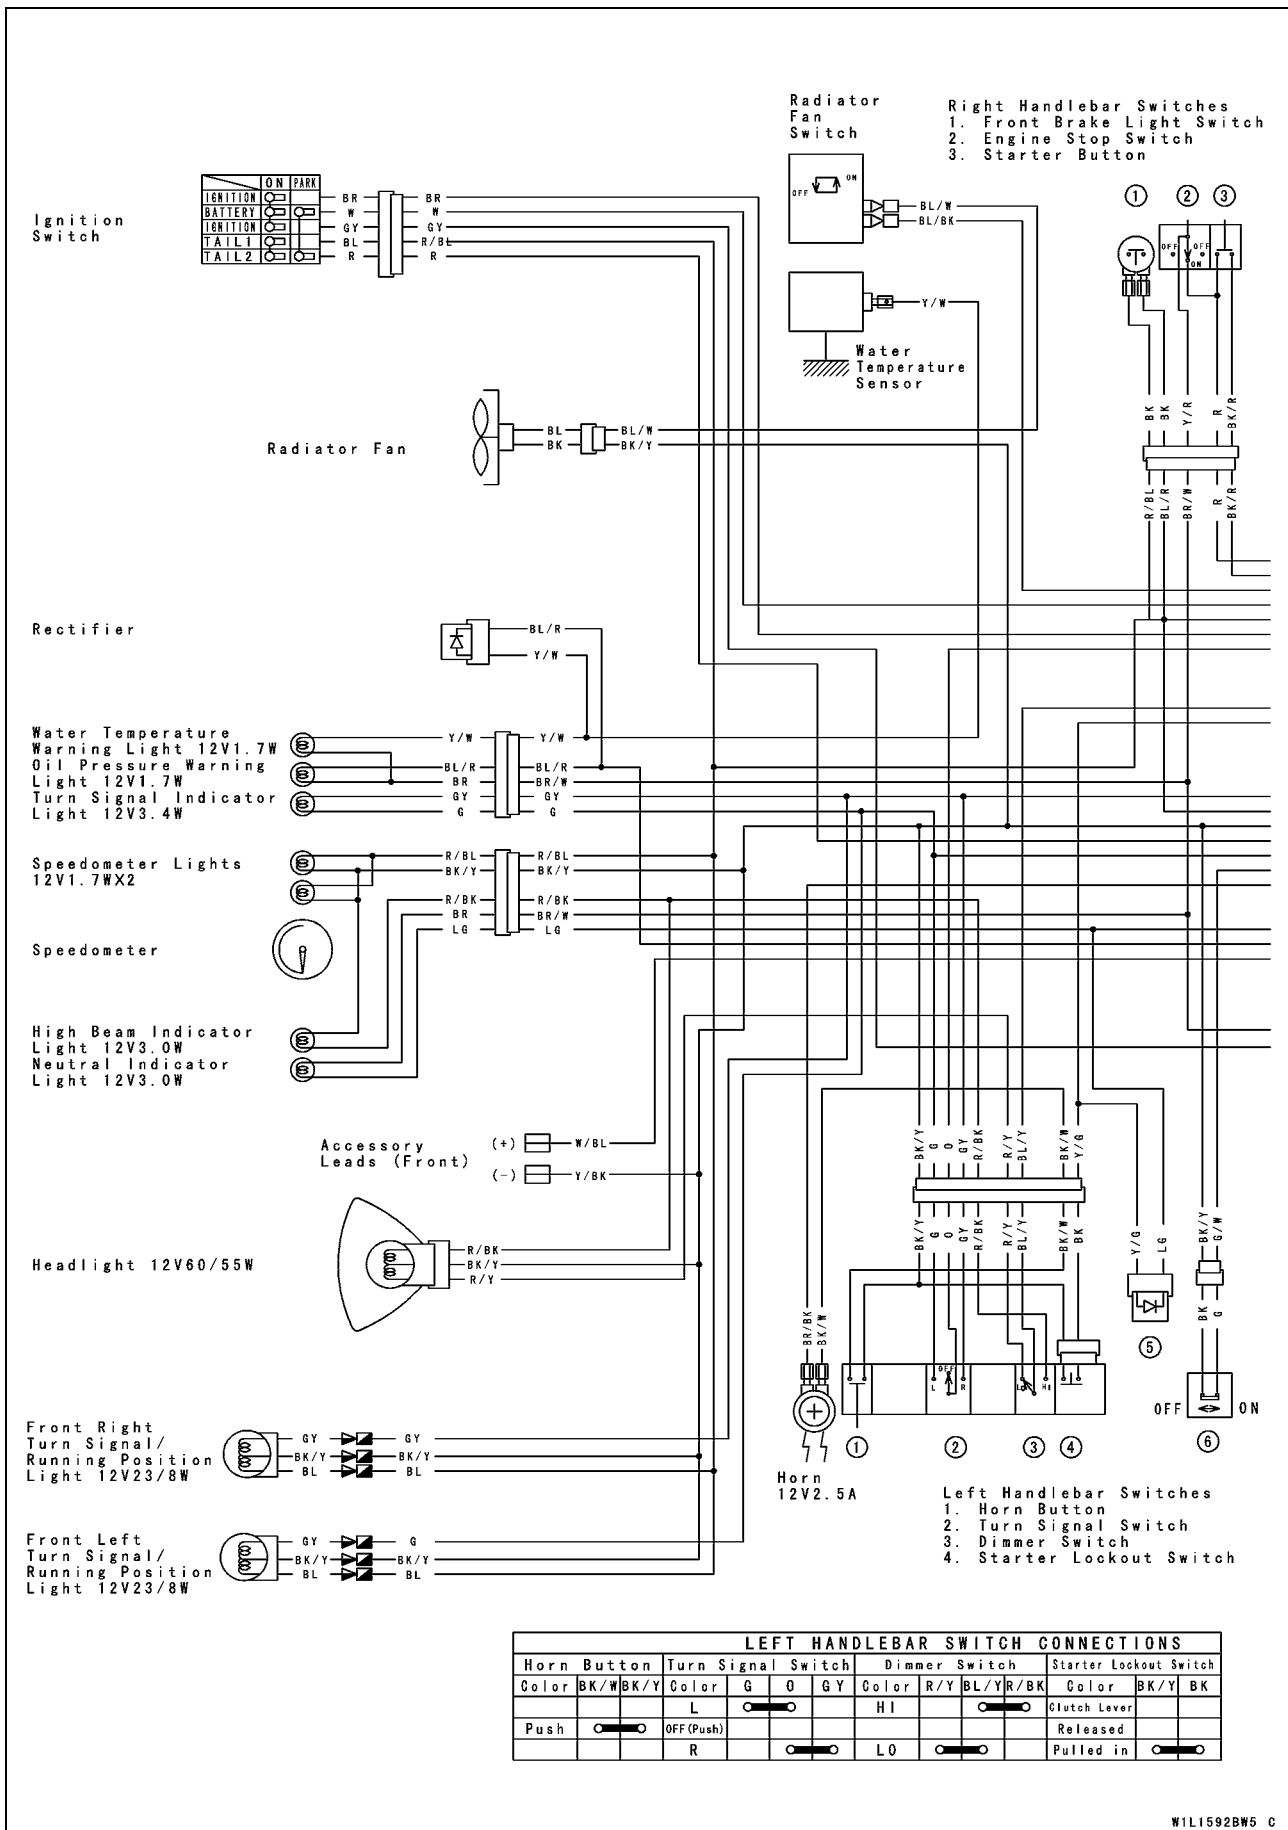 Radiator
Fan
Switch
Right Handlebar Switches
1. Front Brake Light Switch
2. Engine Stop Switch
3. Starter Button
OFF
ON
BL/W
BL/BK
1 2 3
OFF OFF
ON
Ignition
Switch
ON PARK
IGNITION BR BR
BATTERY W W
IGNITION GY GY
TAIL1 BL R/BL
TAIL2 R R
Y/W
Water
Temperature
Sensor
BK BK Y/R R BK/R
R/BL BL/R BR/W R BK/R
Radiator Fan
BL BL/W
BK BK/Y
Rectifier
BL/R
Y/W
Water Temperature
Warning Light 12V1.7W
Oil Pressure Warning
Light 12V1.7W
Turn Signal Indicator
Light 12V3.4W
Y/W Y/W
BL/R BL/R
BR BR/W
GY GY
G G
Speedometer Lights
12V1.7WX2
R/BL R/BL
BK/Y BK/Y
R/BK R/BK
BR BR/W
LG LG
Speedometer
High Beam Indicator
Light 12V3.0W
Neutral Indicator
Light 12V3.0W
Accessory
Leads (Front)
(+) W/BL
(-) Y/BK
BK/Y G O GY R/BK R/Y BL/Y BK/W Y/G
BK/Y G O GY R/BK R/Y BL/Y BK/W BK
Y/G LG
BK/Y G/W
BK G
Headlight 12V60/55W
R/BK
BK/Y
R/Y
BR/BK BK/W
L OFF R
LO HI
5
OFF ON
1 2 3 4 6
Horn
12V2.5A
Front Right
Turn Signal/
Running Position
Light 12V23/8W
GY GY
BK/Y BK/Y
BL BL
Left Handlebar Switches
1. Horn Button
2. Turn Signal Switch
3. Dimmer Switch
4. Starter Lockout Switch
Front Left
Turn Signal/
Running Position
Light 12V23/8W
GY G
BK/Y BK/Y
BL BL
LEFT HANDLEBAR SWITCH CONNECTIONS
Horn Button Turn Signal Switch Dimmer Switch Starter Lockout Switch
Color BK/W BK/Y Color G O GY Color R/Y BL/Y R/BK Color BK/Y BK
L HI Clutch Lever
Push OFF(Push) Released
R LO Pulled in
W1L1592BW5 C